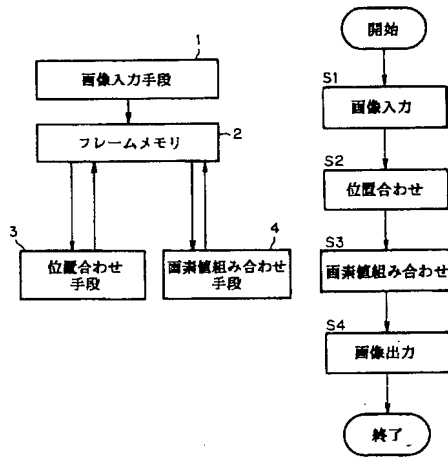 1
画像入力手段
2
フレームメモリ
3
位置合わせ
手段
4
画素値組み合わせ
手段
開始
S1
画像入力
S2
位置合わせ
S3
画素値組み合わせ
S4
画像出力
終了